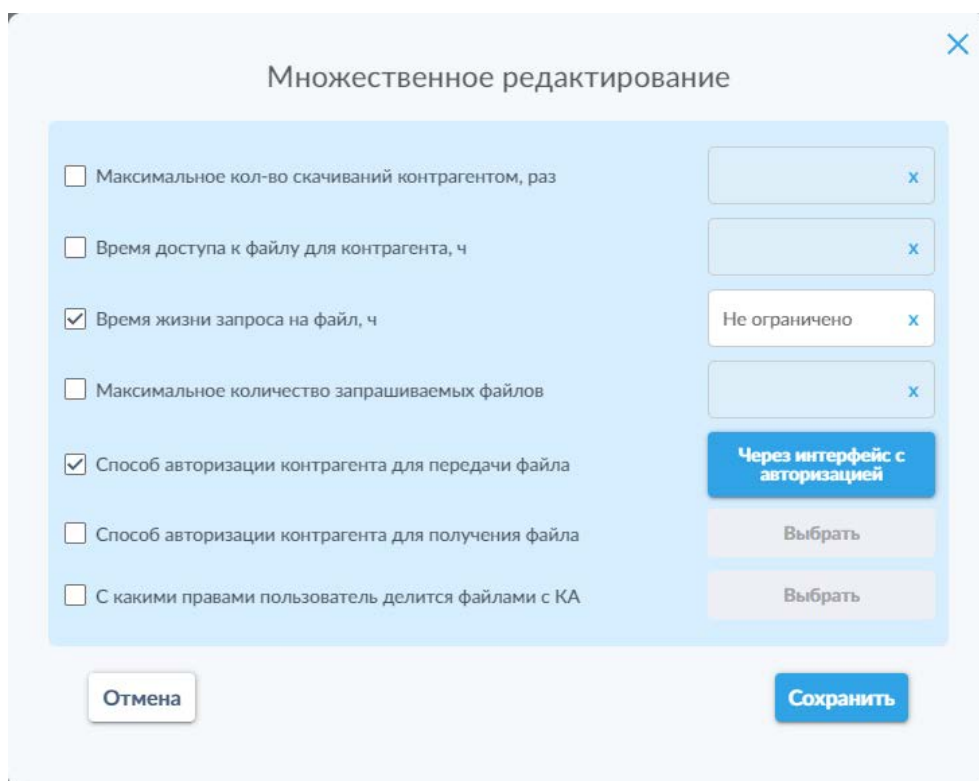 Множественное редактирование
Максимальное кол-во скачиваний контрагентом, раз x
Время доступа к файлу для контрагента, ч x
Время жизни запроса на файл, ч Не ограничено x
Максимальное количество запрашиваемых файлов x
Способ авторизации контрагента для передачи файла Через интерфейс с
авторизацией
Способ авторизации контрагента для получения файла Выбрать
С какими правами пользователь делится файлами с КА Выбрать
Отмена Сохранить